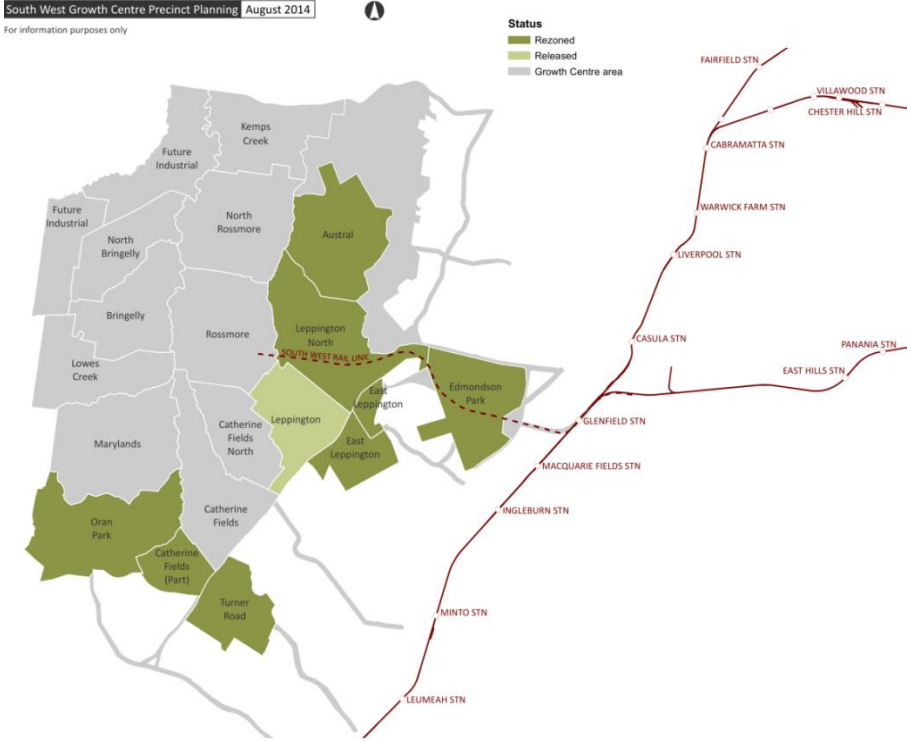 South West Growth Centre Precinct Planning August 2014
For information purposes only
Status
Rezoned
Released
Growth Centre area
FAIRFIELD STN
VILLAWOOD STN
CHESTER HILL STN
CABRAMATTA STN
WARWICK FARM STN
LIVERPOOL STN
CASULA STN
PANANIA STN
EAST HILLS STN
GLENFIELD STN
MACQUARIE FIELDS STN
INGLEBURN STN
MINTO STN
LEUMEAH STN
Kemps
Creek
Future
Industrial
Future
Industrial
North
Rossmore
Austral
North
Bringelly
Bringelly
Rossmore
Leppington
North
SOUTH WEST RAIL LINK
Lowes
Creek
East
Leppington
Edmondson
Park
Leppington
Marylands
Catherine
Fields
North
East
Leppington
Catherine
Fields
Oran
Park
Catherine
Fields
(Part)
Turner
Road